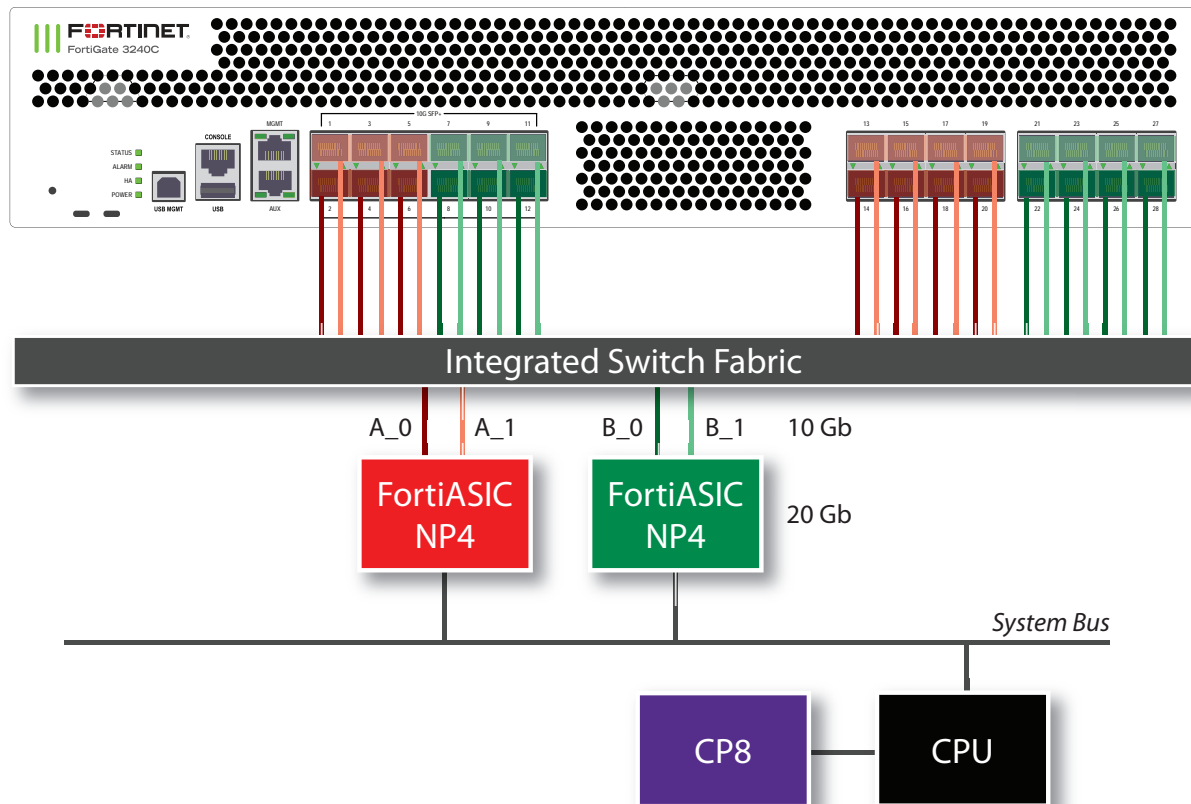 FORTINET
FortiGate 3240C
10G SFP+
MGMT
1 3 5 7 9 11
13 15 17 19
21 23 25 27
CONSOLE
STATUS
ALARM
HA
POWER
USB MGMT
USB
AUX
2 4 6 8 10 12
14 16 18 20
22 24 26 28
Integrated Switch Fabric
A_0 A_1 B_0 B_1 10 Gb
FortiASIC
NP4
FortiASIC
NP4
20 Gb
System Bus
CP8
CPU